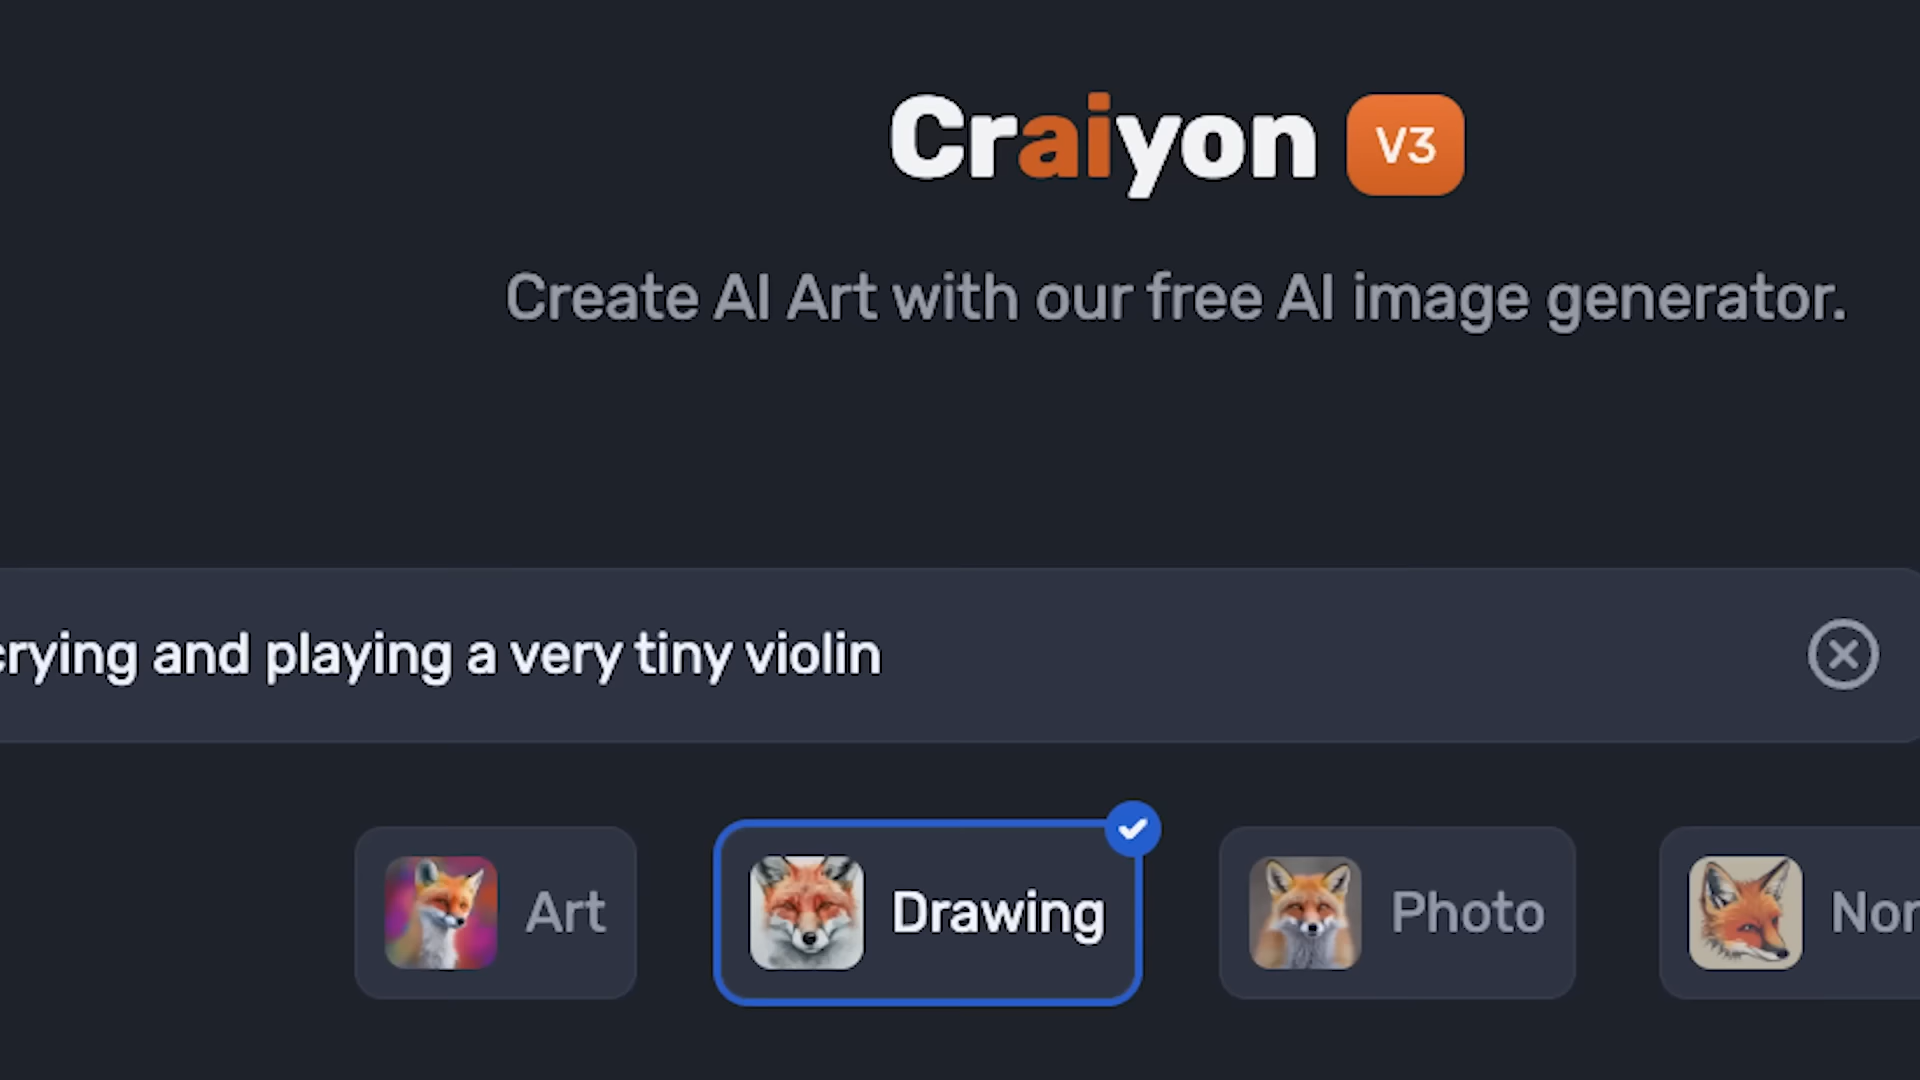 Craiyon V3
Create AI Art with our free AI image generator.
crying and playing a very tiny violin
Art Drawing Photo